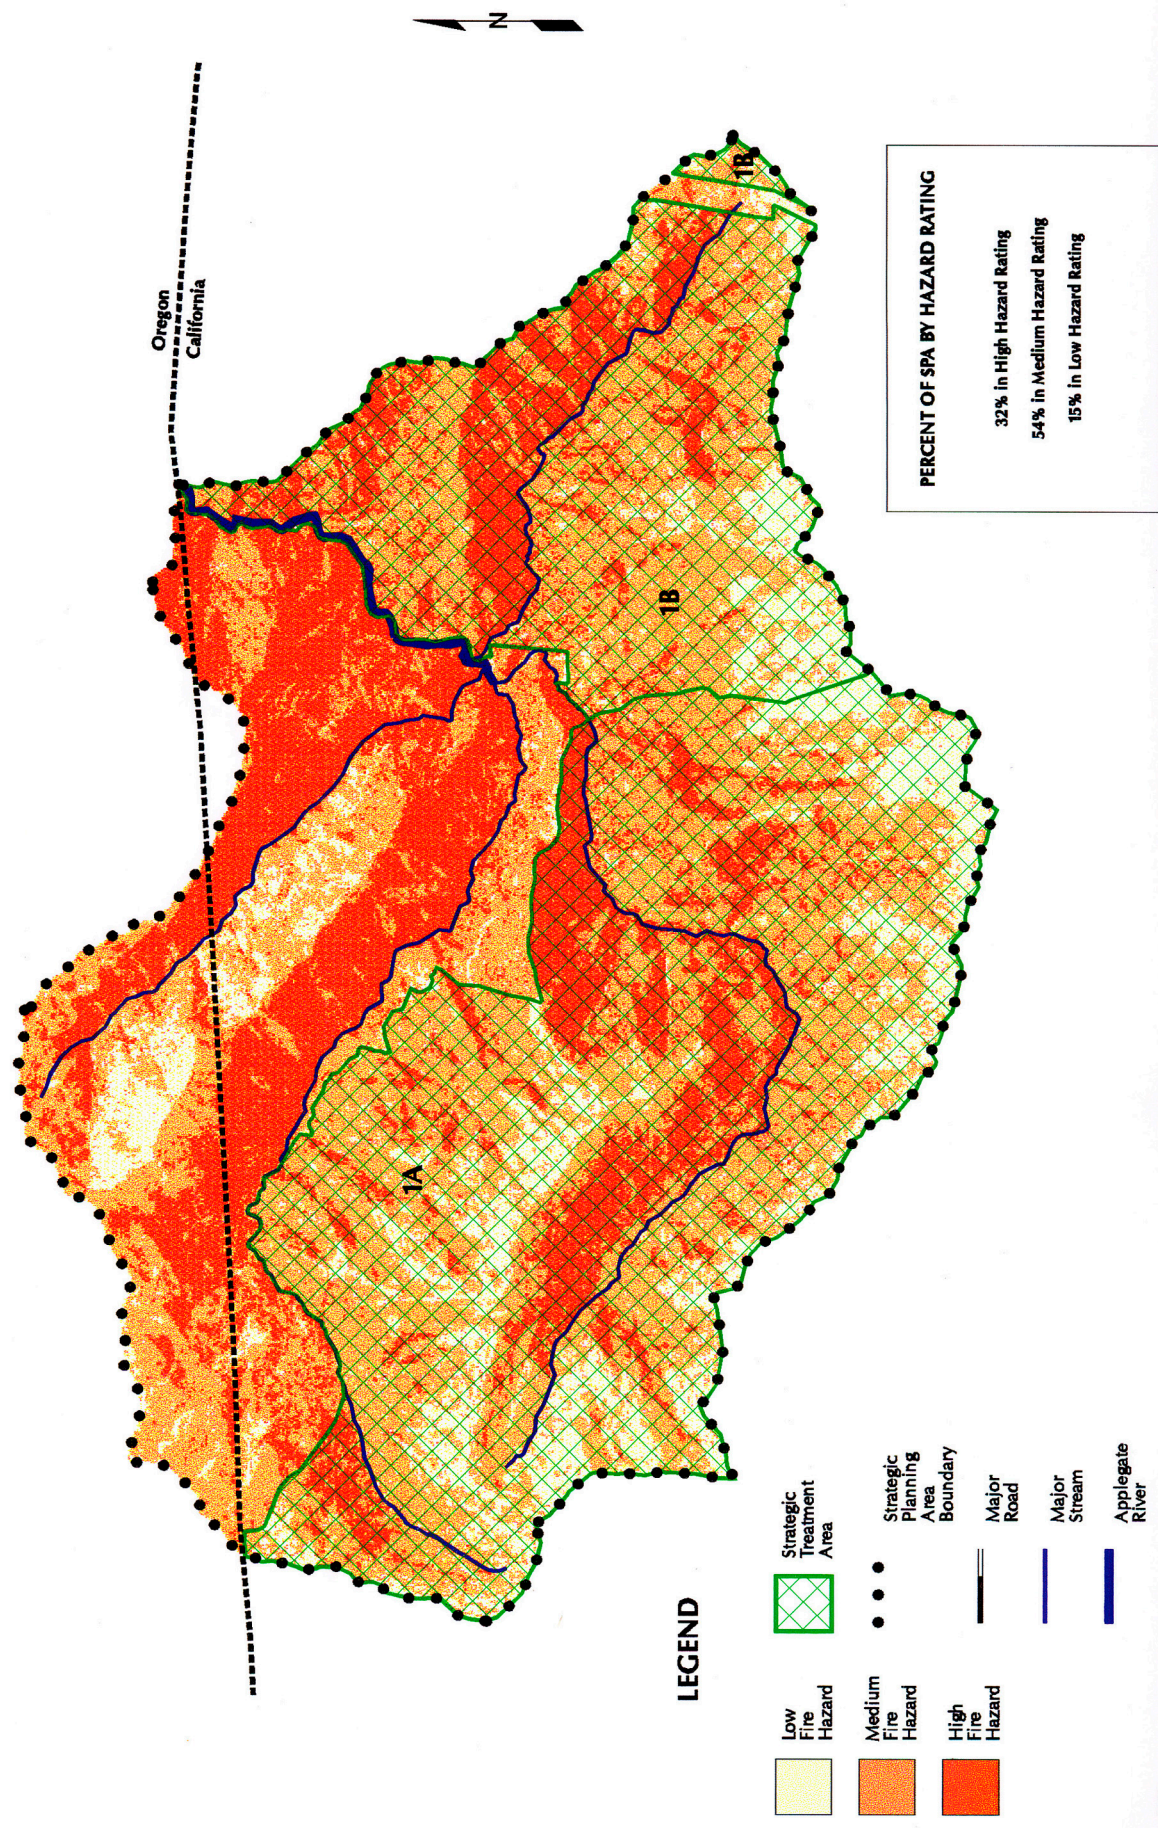 N
Oregon
California
1B
1B
1A
PERCENT OF SPA BY HAZARD RATING
32% in High Hazard Rating
54% in Medium Hazard Rating
15% in Low Hazard Rating
LEGEND
Low
Fire
Hazard
Medium
Fire
Hazard
High
Fire
Hazard
Strategic
Treatment
Area
Strategic
Planning
Area
Boundary
Major
Road
Major
Stream
Applegate
River